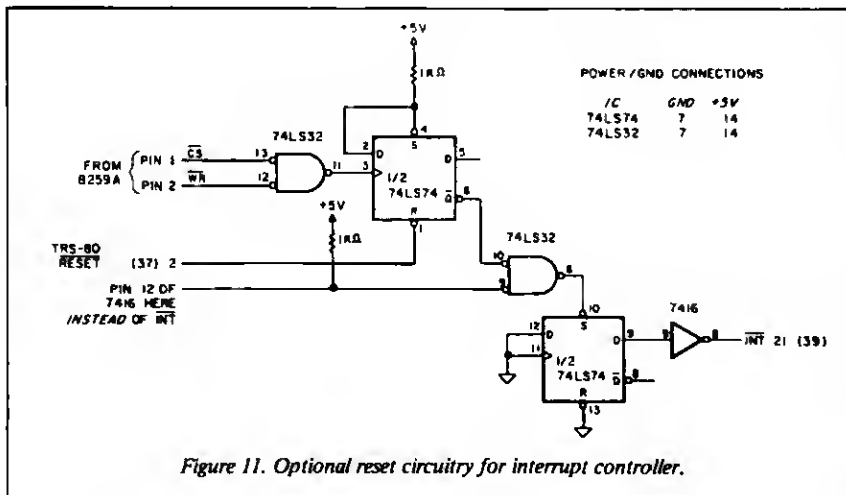 +5V
1KΩ
POWER/GND CONNECTIONS
IC GND +5V
74LS74 7 14
74LS32 7 14
74LS32
4
S
2 D
D 5
FROM 8259A
PIN 1 CS 13
11
3
1/2
74LS74
PIN 2 WR 12
Q 6
R
1
+5V
1KΩ
74LS32
TRS-80
RESET (37) 2
10
8
PIN 12 OF
7416 HERE
INSTEAD OF INT
9
10
S
7416
12 D
D 9
9
8
INT 21 (39)
11
1/2
74LS74
Q 8
R
13
Figure 11. Optional reset circuitry for interrupt controller.